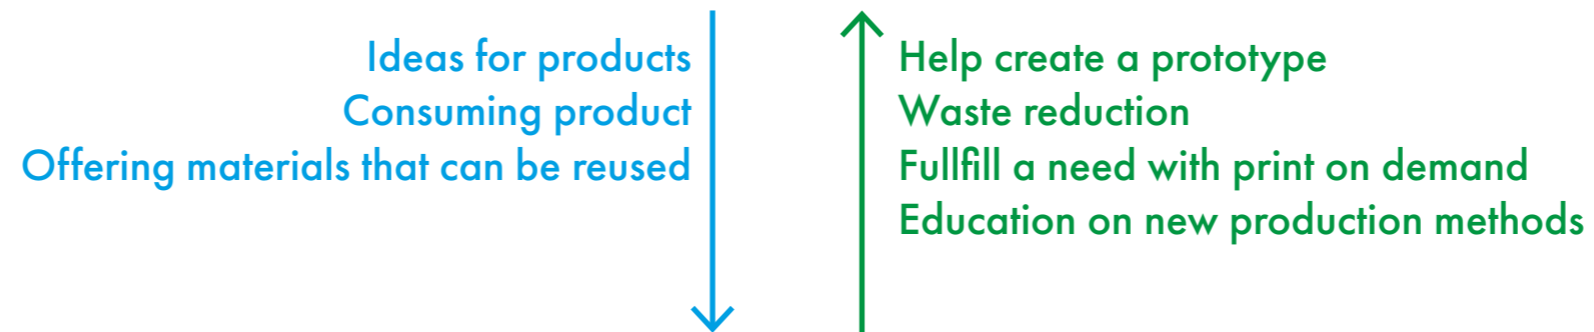 Ideas for products
Consuming product
Offering materials that can be reused
Help create a prototype
Waste reduction
Fullfill a need with print on demand
Education on new production methods